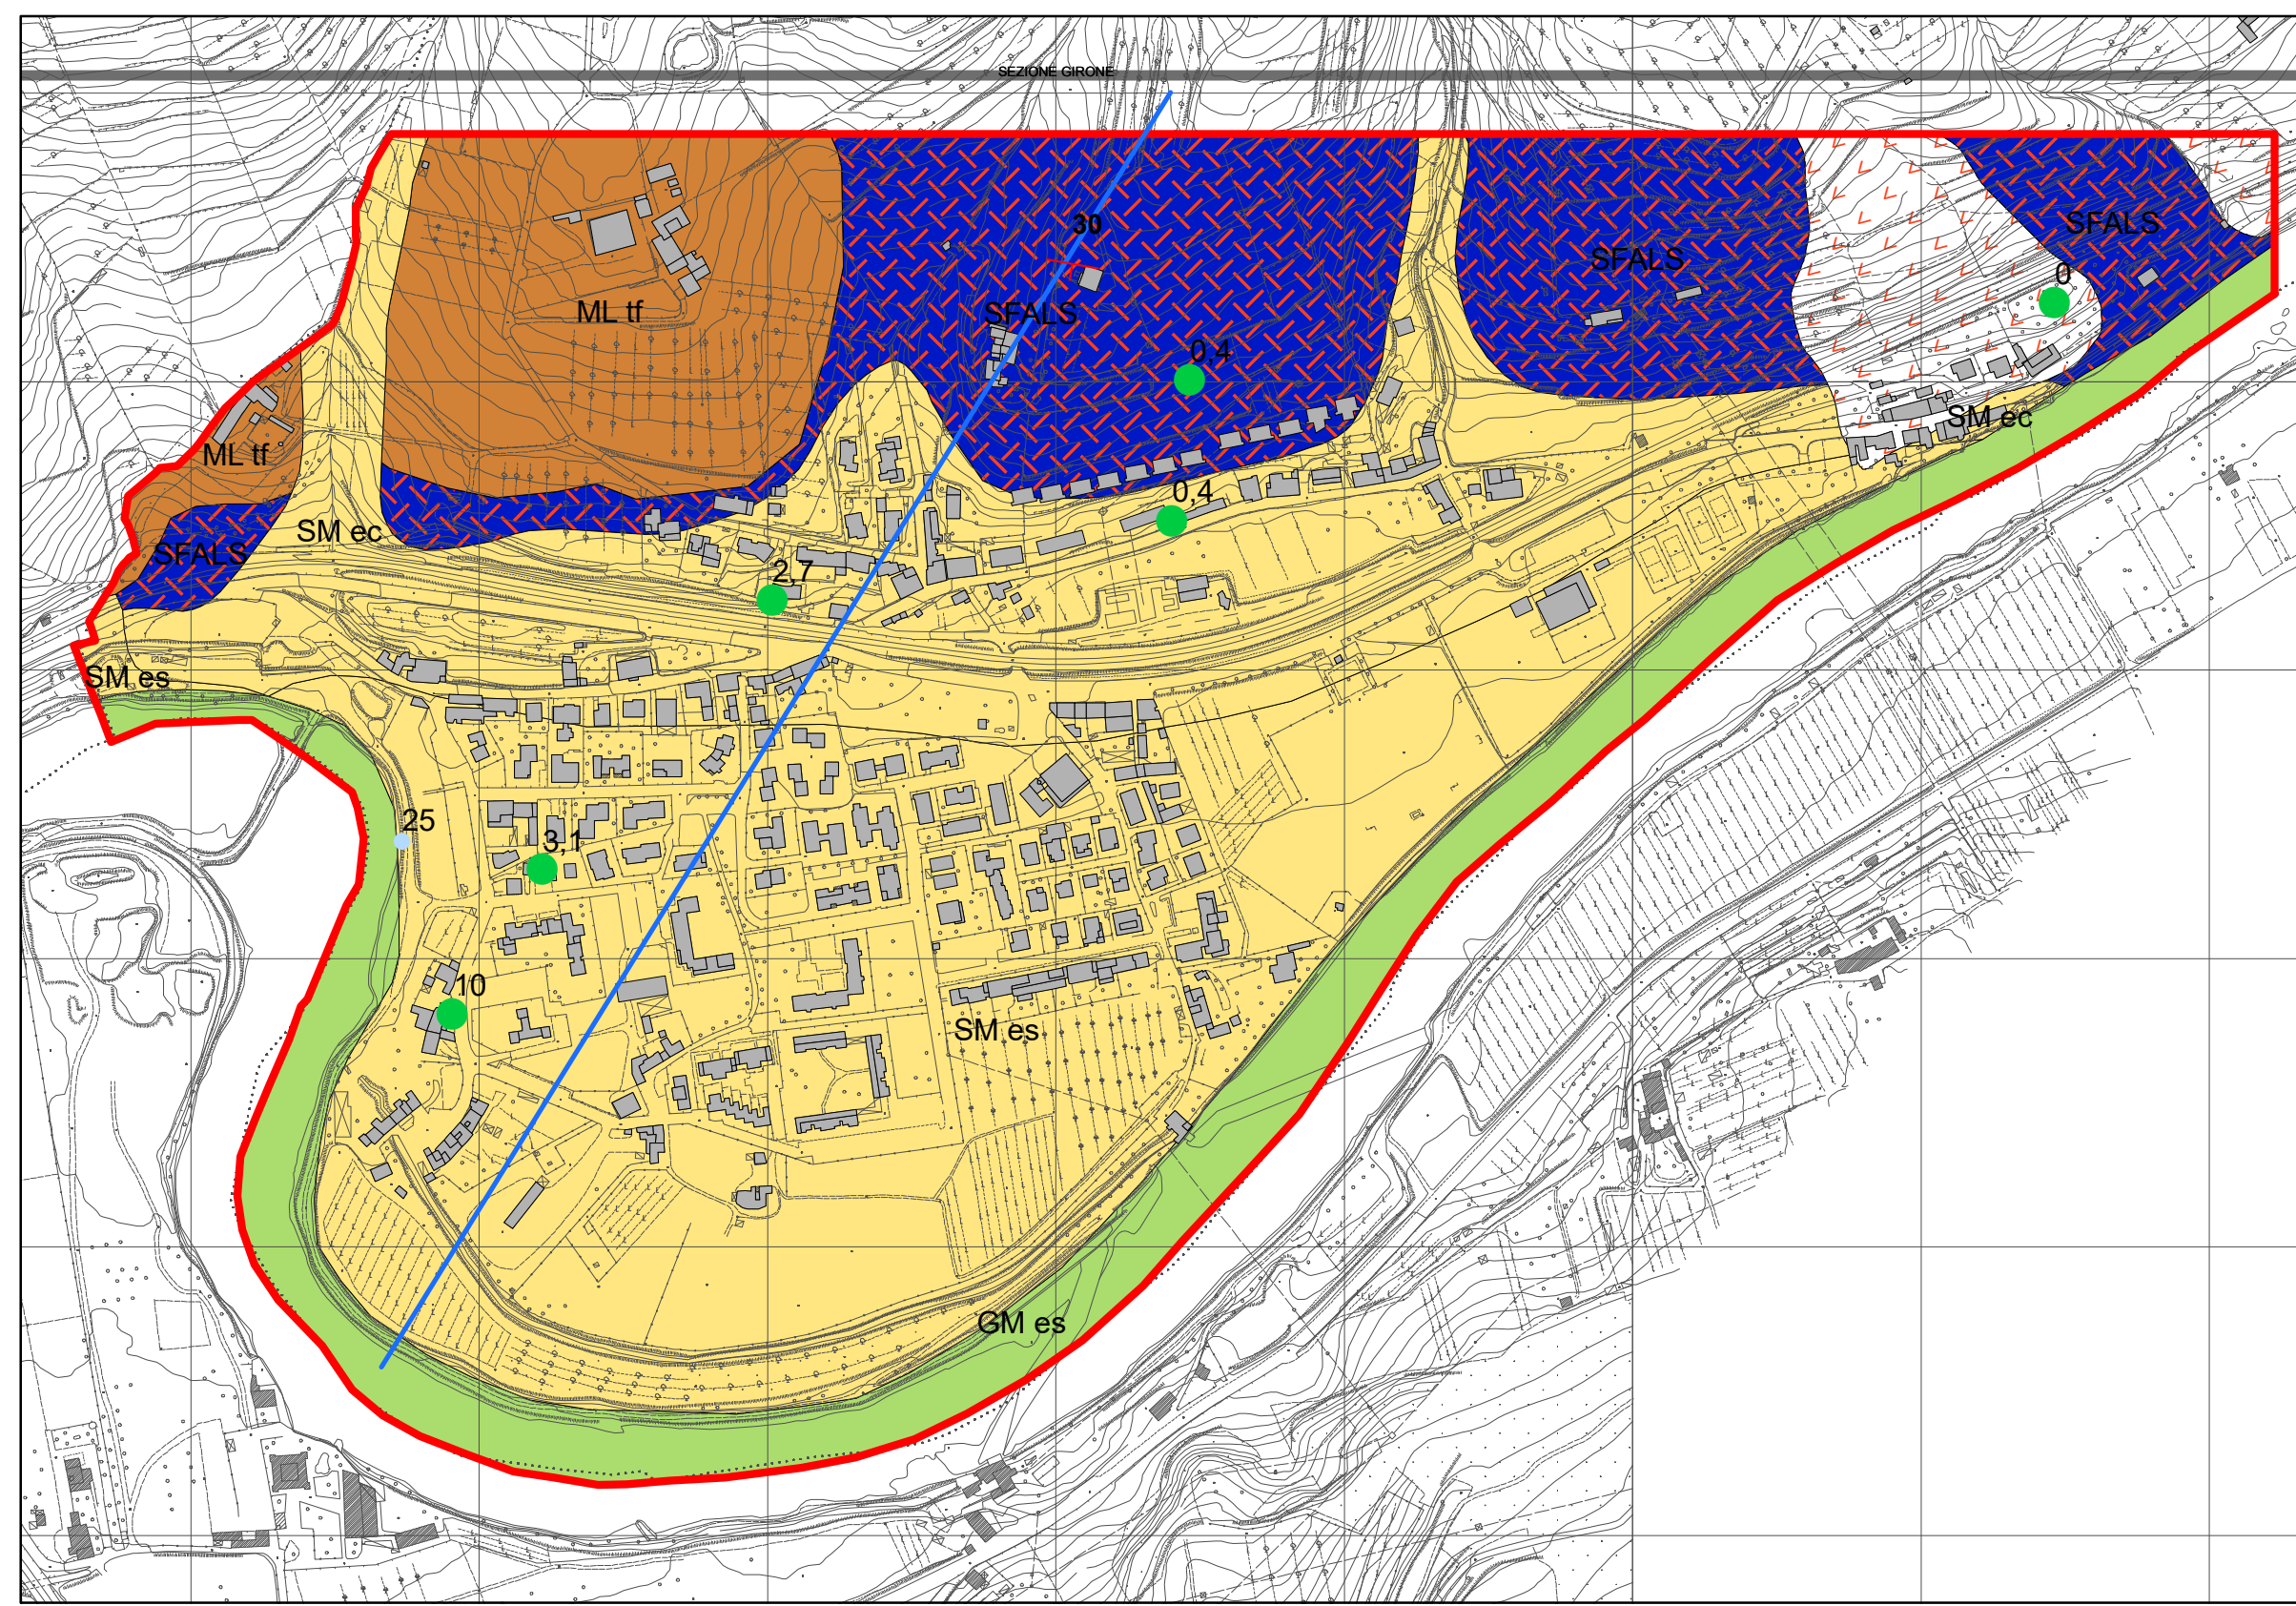 SEZIONE GIRONE
30
SFALS
SFALS
0
ML tf
SFALS
0,4
SM ec
ML tf
0,4
SM ec
SFALS
2,7
SM es
25
3,1
10
SM es
GM es